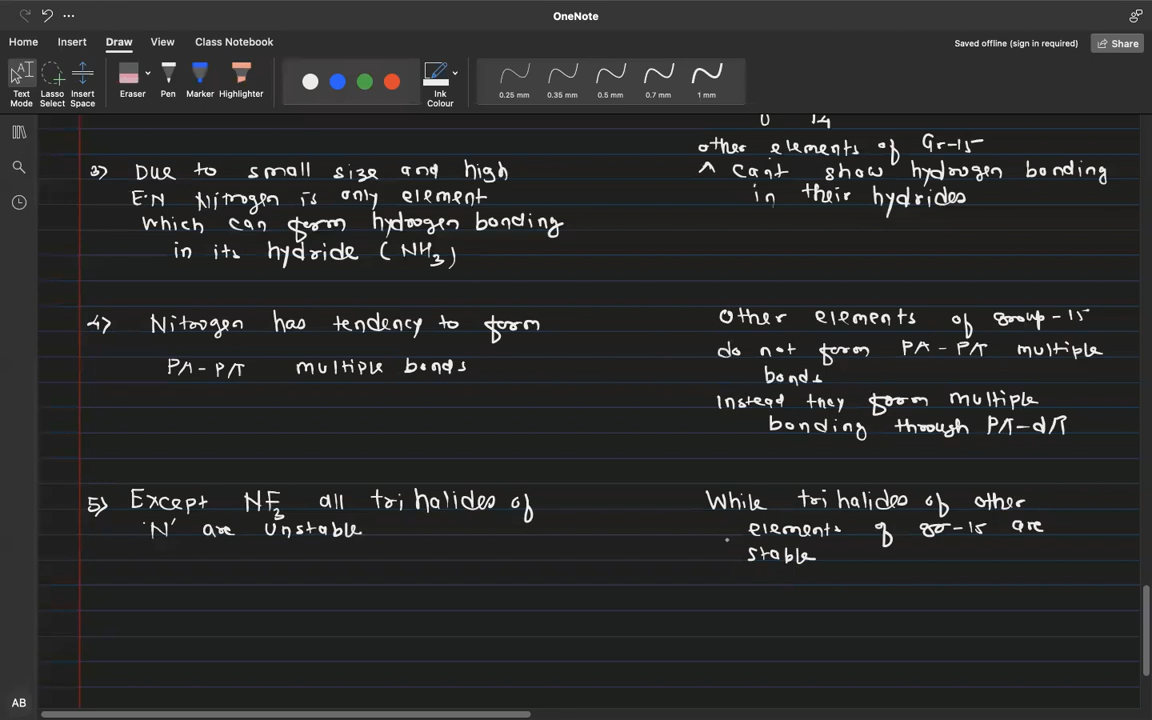 OneNote
Home Insert Draw View Class Notebook
Saved offline (sign in required) Share
Text Mode
Lasso Select
Insert Space
Eraser
Pen
Marker
Highlighter
Ink Colour
0.25 mm 0.35 mm 0.5 mm 0.7 mm 1 mm
3) Due to small size and high
E·N Nitrogen is only element
Which can form hydrogen bonding
in its hydride (NH3)
other elements of Gr-15
^ Can't show hydrogen bonding
in their hydrides
4) Nitrogen has tendency to form
Pπ-Pπ multiple bonds
Other elements of group-15
do not form Pπ-Pπ multiple
bonds
Instead they form multiple
bonding through Pπ-dπ
5) Except NF3 all tri halides of
'N' are unstable
While tri halides of other
elements of gr-15 are
stable
AB